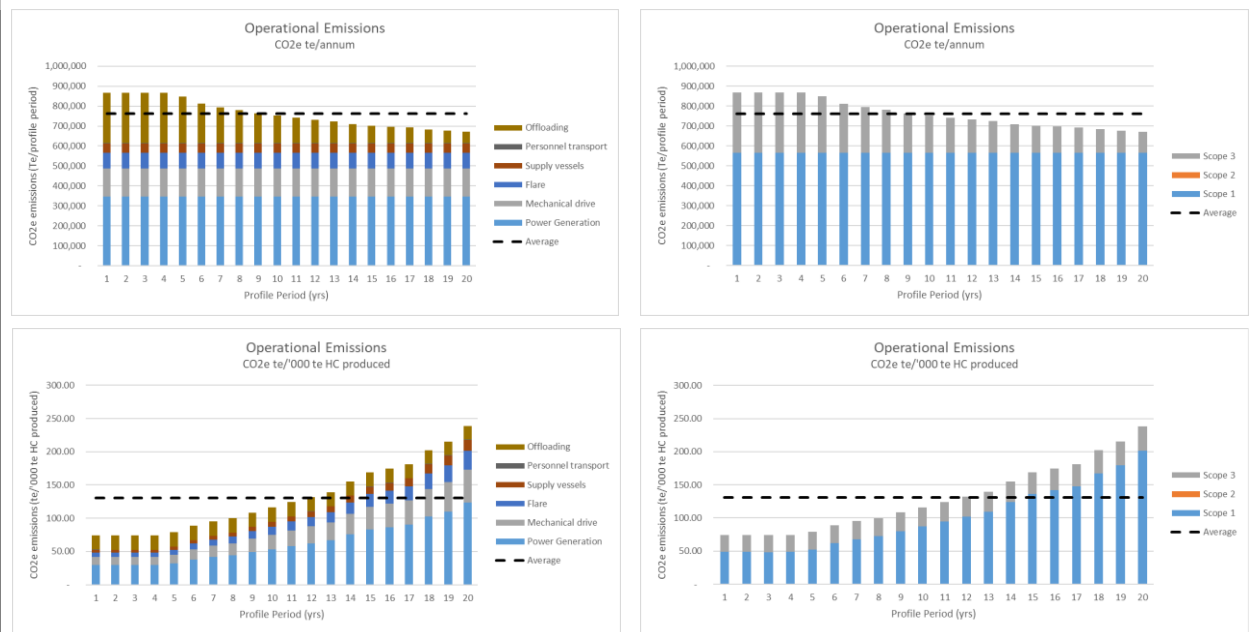 Operational Emissions
CO2e te/annum
CO2e emissions (Te/profile period)
1,000,000
900,000
800,000
700,000
600,000
500,000
400,000
300,000
200,000
100,000
-
1 2 3 4 5 6 7 8 9 10 11 12 13 14 15 16 17 18 19 20
Profile Period (yrs)
Offloading
Personnel transport
Supply vessels
Flare
Mechanical drive
Power Generation
Average
Operational Emissions
CO2e te/annum
CO2e emissions (Te/profile period)
1,000,000
900,000
800,000
700,000
600,000
500,000
400,000
300,000
200,000
100,000
-
1 2 3 4 5 6 7 8 9 10 11 12 13 14 15 16 17 18 19 20
Profile Period (yrs)
Scope 3
Scope 2
Scope 1
Average
Operational Emissions
CO2e te/'000 te HC produced
CO2e emissions (te/'000 te HC produced)
300.00
250.00
200.00
150.00
100.00
50.00
-
1 2 3 4 5 6 7 8 9 10 11 12 13 14 15 16 17 18 19 20
Profile Period (yrs)
Offloading
Personnel transport
Supply vessels
Flare
Mechanical drive
Power Generation
Average
Operational Emissions
CO2e te/'000 te HC produced
CO2e emissions (te/'000 te HC produced)
300.00
250.00
200.00
150.00
100.00
50.00
-
1 2 3 4 5 6 7 8 9 10 11 12 13 14 15 16 17 18 19 20
Profile Period (yrs)
Scope 3
Scope 2
Scope 1
Average